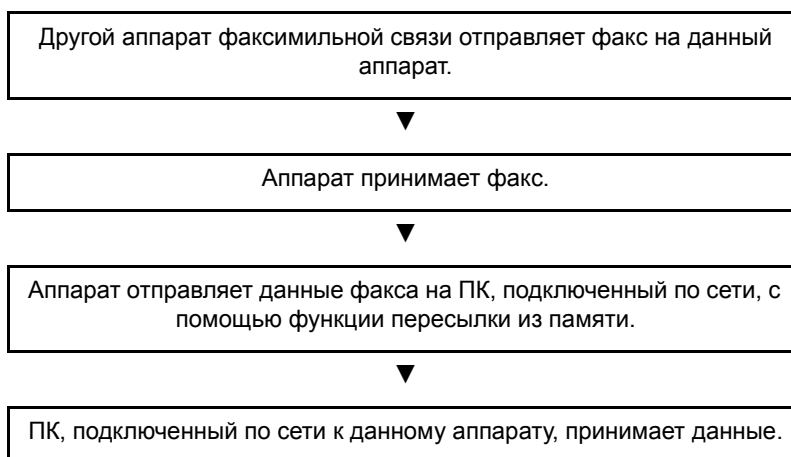 Другой аппарат факсимильной связи отправляет факс на данный
аппарат.
▼
Аппарат принимает факс.
▼
Аппарат отправляет данные факса на ПК, подключенный по сети, с
помощью функции пересылки из памяти.
▼
ПК, подключенный по сети к данному аппарату, принимает данные.